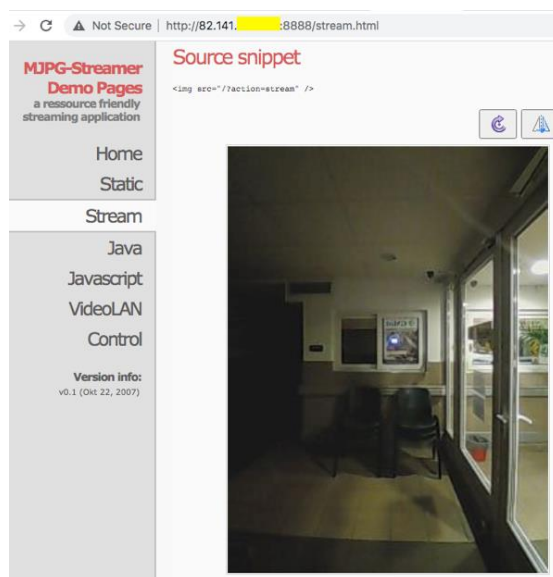 Not Secure | http://82.141. :8888/stream.html
MJPG-Streamer
Demo Pages
a ressource friendly
streaming application
Home
Static
Stream
Java
Javascript
VideoLAN
Control
Version info:
v0.1 (Okt 22, 2007)
Source snippet
<img src="/?action=stream" />